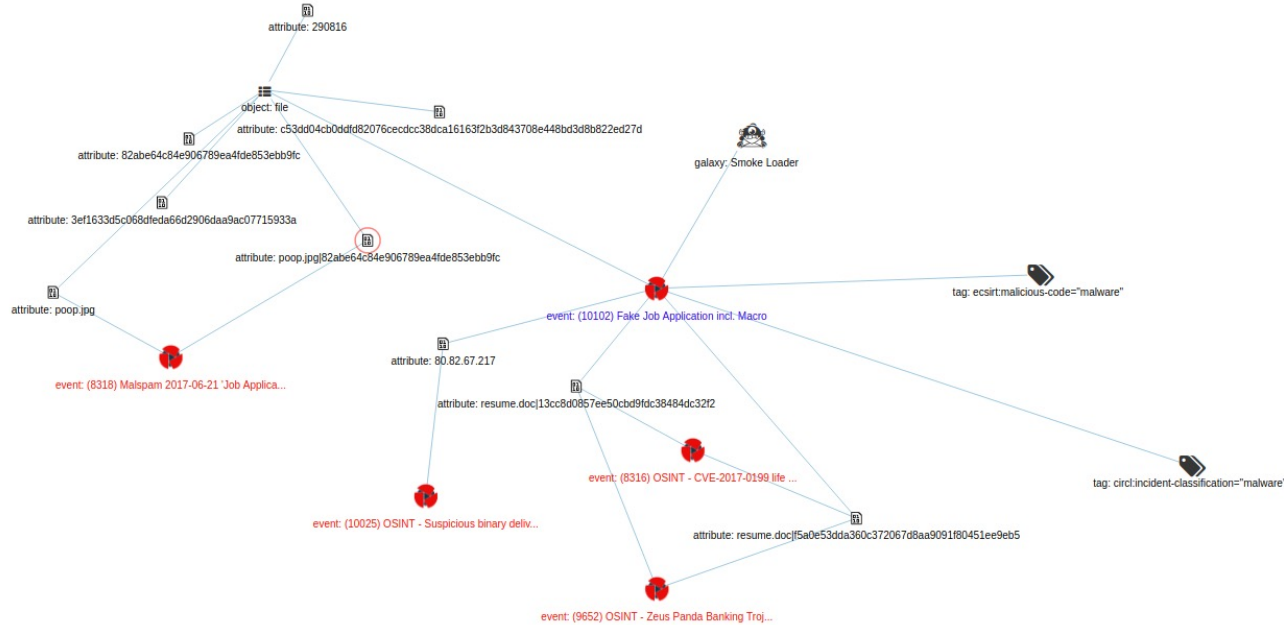 attribute: 290816
object: file
attribute: c53dd04cb0ddfd82076cecdcc38dca16163f2b3d843708e448bd3d8b822ed27d
attribute: 82abe64c84e906789ea4fde853ebb9fc
galaxy: Smoke Loader
attribute: 3ef1633d5c068dfeda66d2906daa9ac07715933a
attribute: poop.jpg|82abe64c84e906789ea4fde853ebb9fc
tag: ecsirt:malicious-code="malware"
attribute: poop.jpg
event: (10102) Fake Job Application incl. Macro
attribute: 80.82.67.217
event: (8318) Malspam 2017-06-21 'Job Applica...
attribute: resume.doc|13cc8d0857ee50cbd9fdc38484dc32f2
event: (8316) OSINT - CVE-2017-0199 life ...
tag: circl:incident-classification="malware"
event: (10025) OSINT - Suspicious binary deliv...
attribute: resume.doc|f5a0e53dda360c372067d8aa9091f80451ee9eb5
event: (9652) OSINT - Zeus Panda Banking Troj...